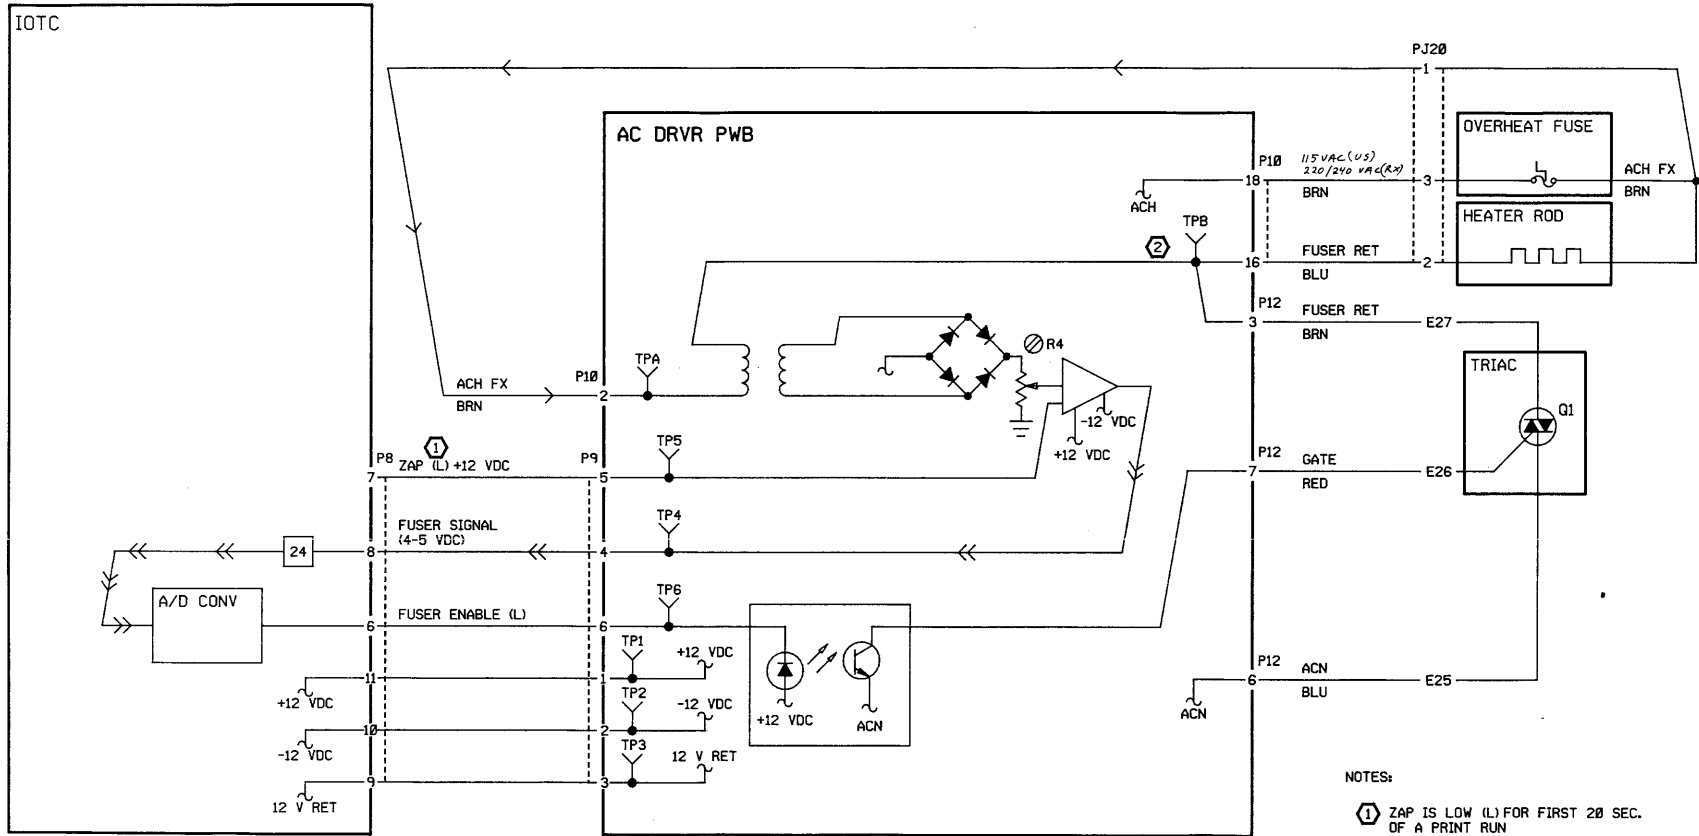 IOTC
PJ20
1
AC DRVR PWB
OVERHEAT FUSE
P10
115 VAC (US)
220/240 VAC (RX)
18
BRN
3
ACH FX
BRN
ACH
HEATER ROD
TPB
2
16
FUSER RET
BLU
2
P12
FUSER RET
3
BRN
E27
R4
TRIAC
TPA
ACH FX
BRN
P10
2
Q1
-12 VDC
+12 VDC
1
P8
ZAP (L) +12 VDC
P9
TP5
7
5
P12
GATE
7
RED
E26
FUSER SIGNAL
(4-5 VDC)
TP4
24
8
4
A/D CONV
FUSER ENABLE (L)
TP6
6
6
TP1
+12 VDC
11
1
+12 VDC
TP2
-12 VDC
10
2
-12 VDC
TP3
12 V RET
9
3
12 V RET
+12 VDC
ACN
P12
ACN
6
BLU
E25
ACN
NOTES:
1 ZAP IS LOW (L) FOR FIRST 20 SEC.
OF A PRINT RUN